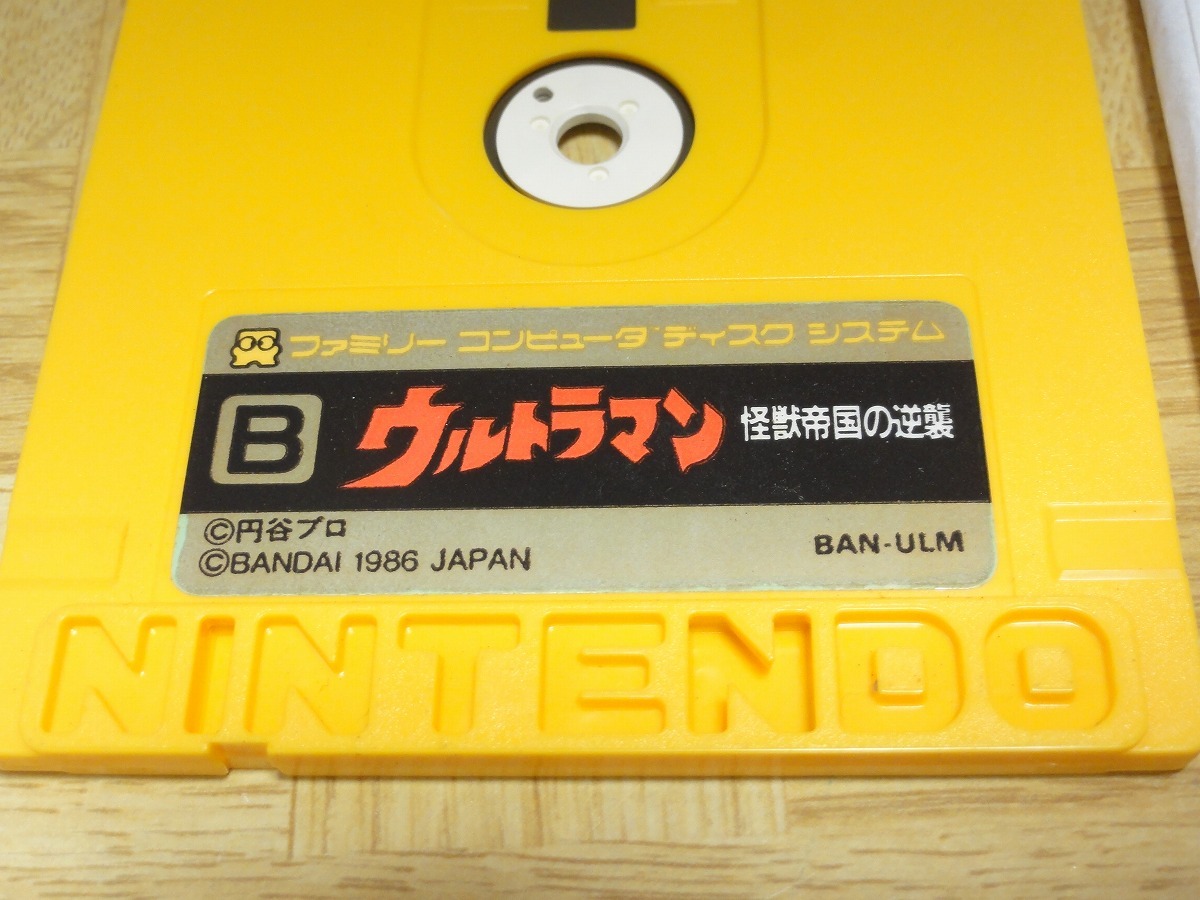 ファミリー コンピュータ ディスク システム
B ウルトラマン 怪獣帝国の逆襲
©円谷プロ
©BANDAI 1986 JAPAN BAN-ULM
NINTENDO